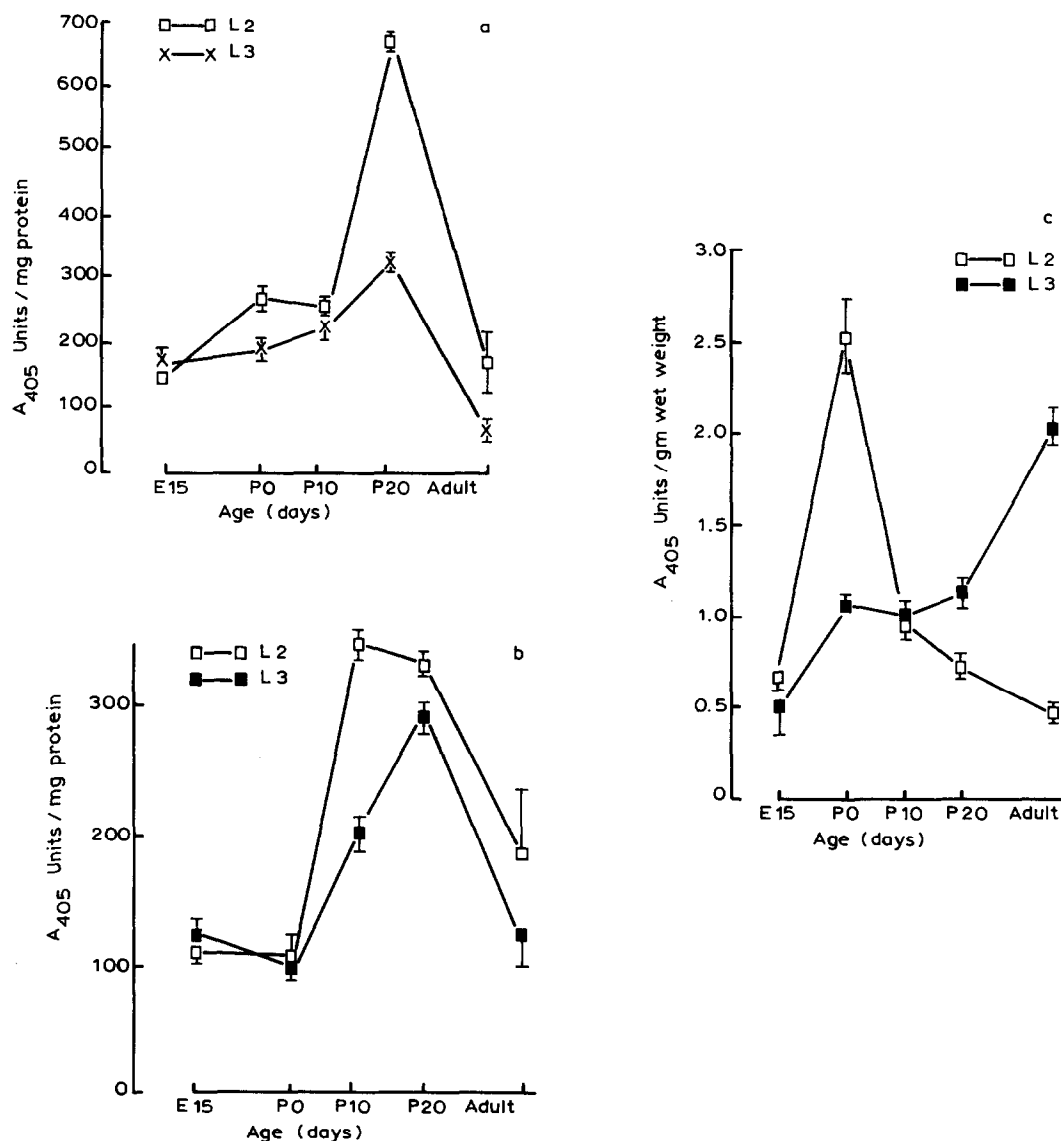 a
L2
L3
700
600
500
400
300
200
100
0
A405 Units / mg protein
E15 P0 P10 P20 Adult
Age (days)
b
L2
L3
300
200
100
0
A405 Units / mg protein
E15 P0 P10 P20 Adult
Age (days)
c
L2
L3
3.0
2.5
2.0
1.5
1.0
0.5
0
A405 Units / gm wet weight
E15 P0 P10 P20 Adult
Age (days)